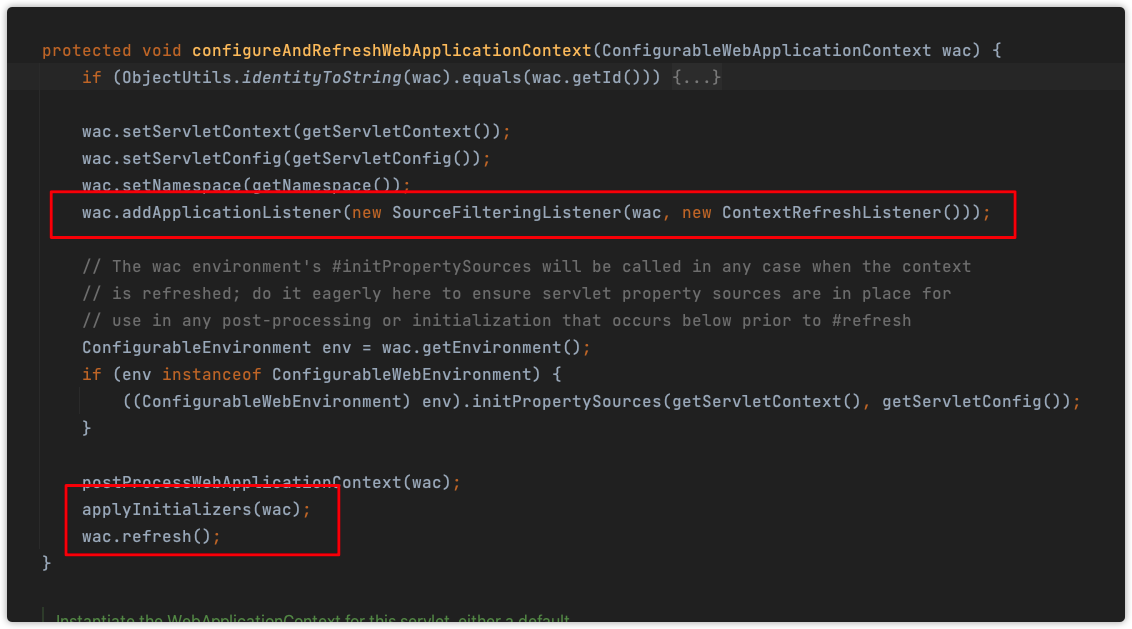 protected void configureAndRefreshWebApplicationContext(ConfigurableWebApplicationContext wac) {
if (ObjectUtils.identityToString(wac).equals(wac.getId())) {...}
wac.setServletContext(getServletContext());
wac.setServletConfig(getServletConfig());
wac.setNamespace(getNamespace());
wac.addApplicationListener(new SourceFilteringListener(wac, new ContextRefreshListener()));
// The wac environment's #initPropertySources will be called in any case when the context
// is refreshed; do it eagerly here to ensure servlet property sources are in place for
// use in any post-processing or initialization that occurs below prior to #refresh
ConfigurableEnvironment env = wac.getEnvironment();
if (env instanceof ConfigurableWebEnvironment) {
((ConfigurableWebEnvironment) env).initPropertySources(getServletContext(), getServletConfig());
}
postProcessWebApplicationContext(wac);
applyInitializers(wac);
wac.refresh();
}
Instantiate the WebApplicationContext for this servlet, either a default